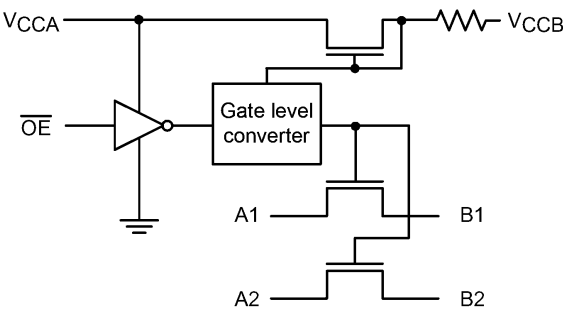 VCCA
VCCB
OE
Gate level
converter
A1
B1
A2
B2